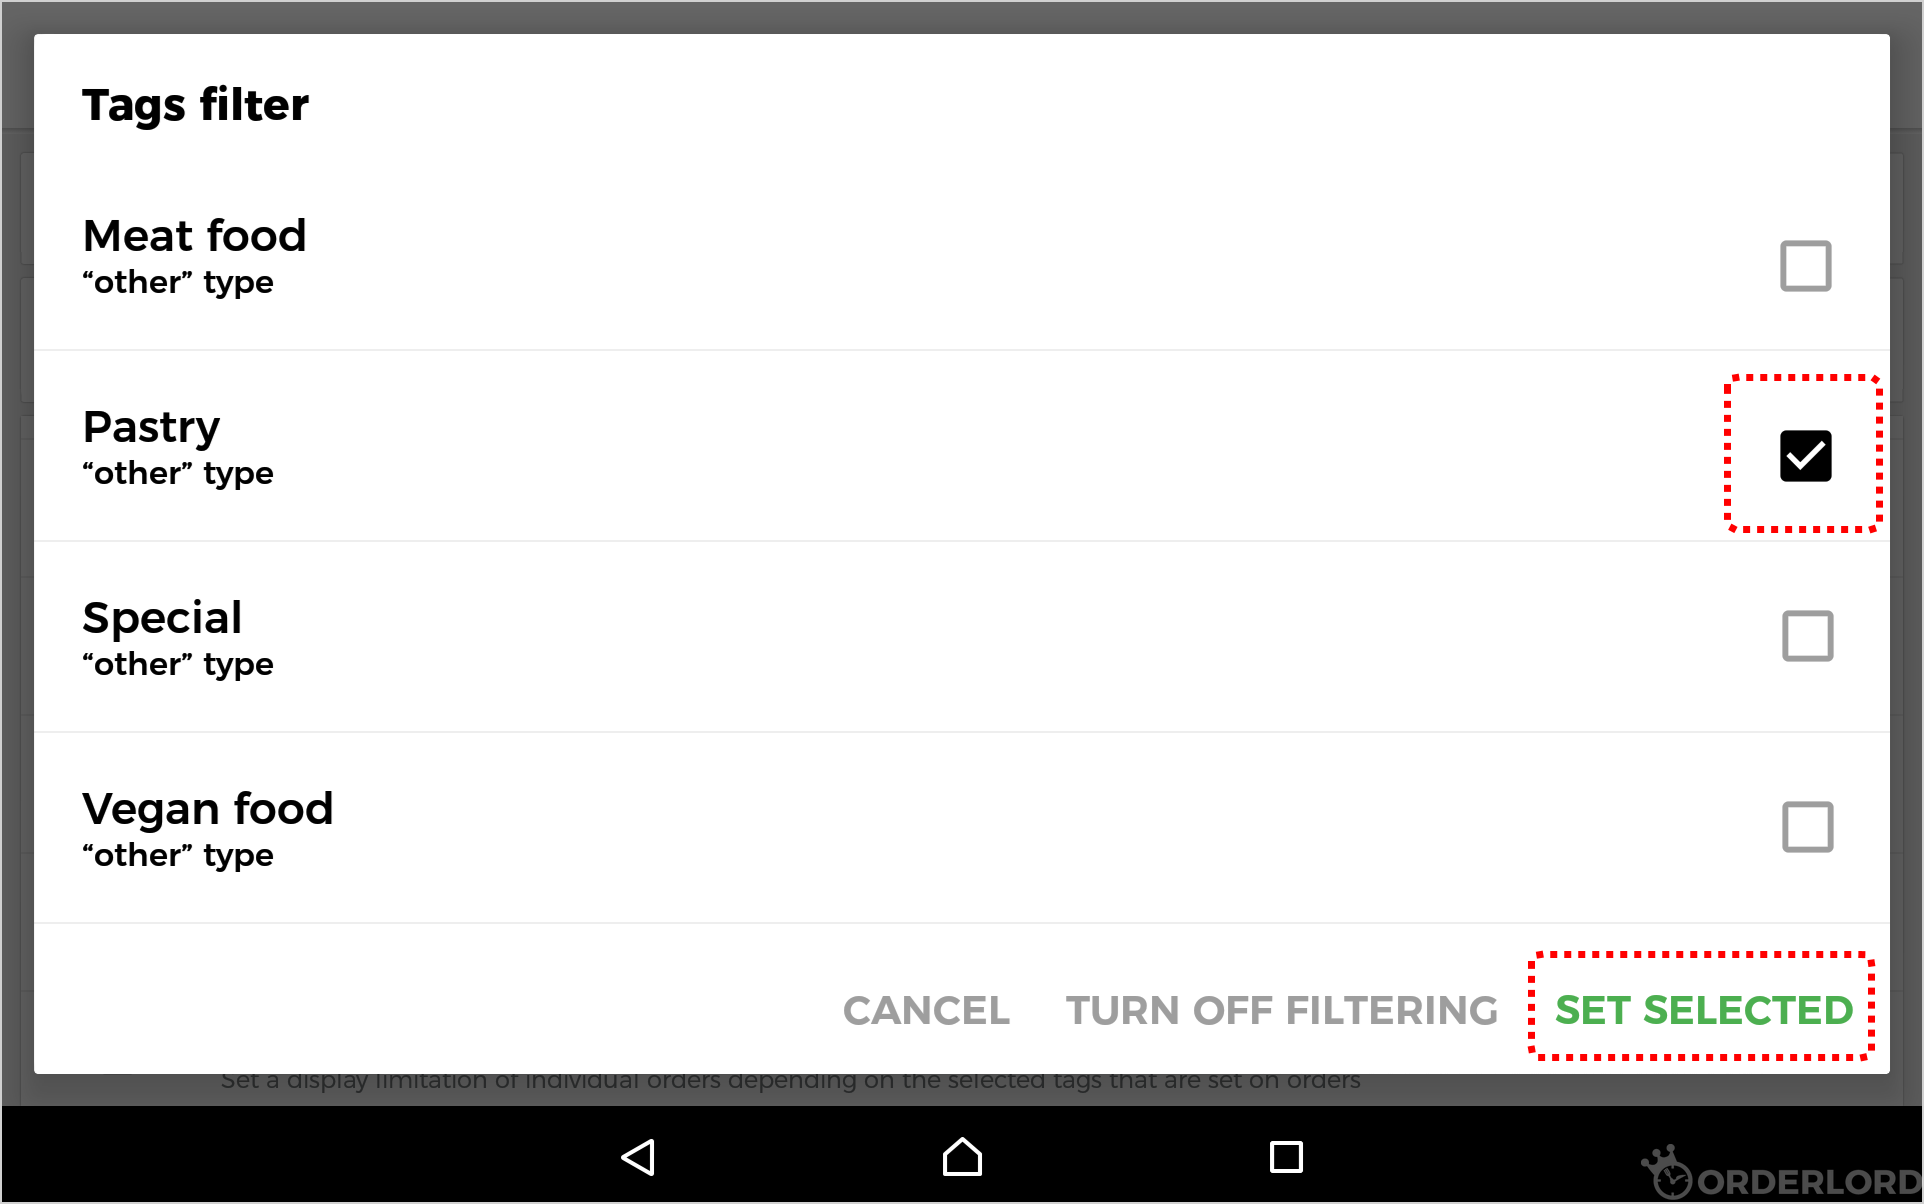 Tags filter
Meat food
“other” type
Pastry
“other” type
Special
“other” type
Vegan food
“other” type
CANCEL TURN OFF FILTERING SET SELECTED
Set a display limitation of individual orders depending on the selected tags that are set on orders
ORDERLORD